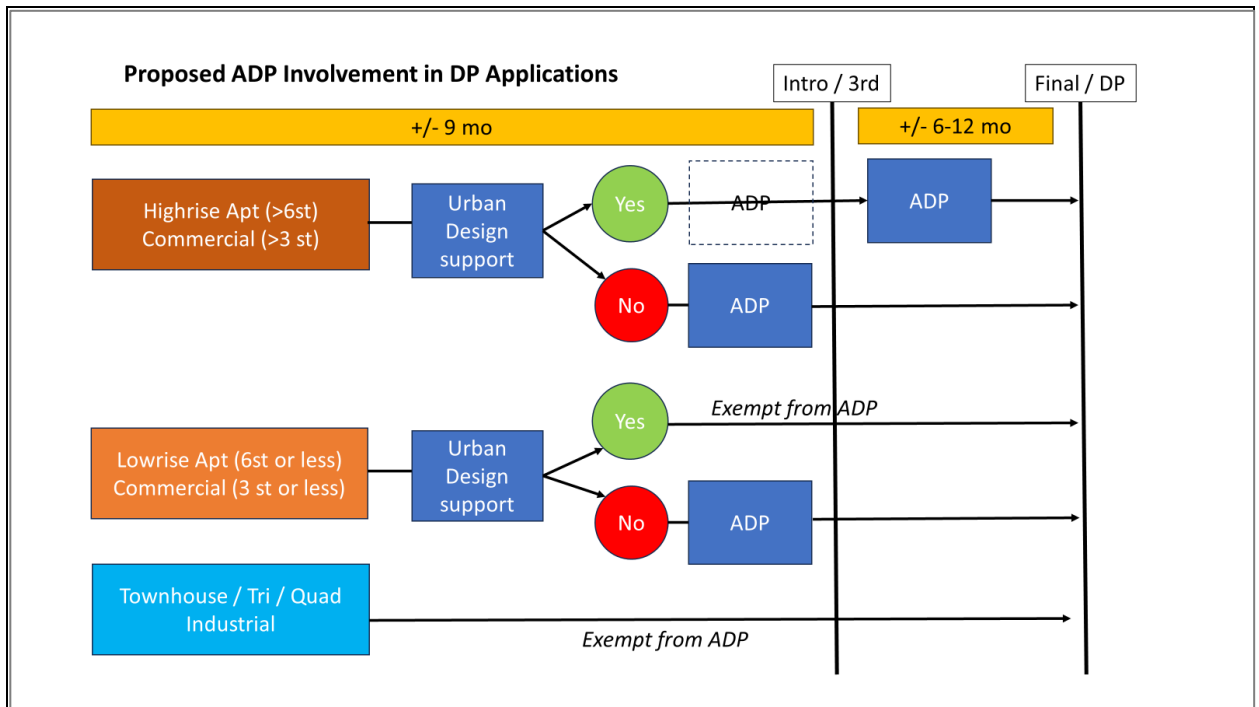 Proposed ADP Involvement in DP Applications
Intro / 3rd
Final / DP
+/- 9 mo
+/- 6-12 mo
Highrise Apt (>6st)
Commercial (>3 st)
Urban
Design
support
Yes
ADP
ADP
No
ADP
Lowrise Apt (6st or less)
Commercial (3 st or less)
Urban
Design
support
Yes
Exempt from ADP
No
ADP
Townhouse / Tri / Quad
Industrial
Exempt from ADP